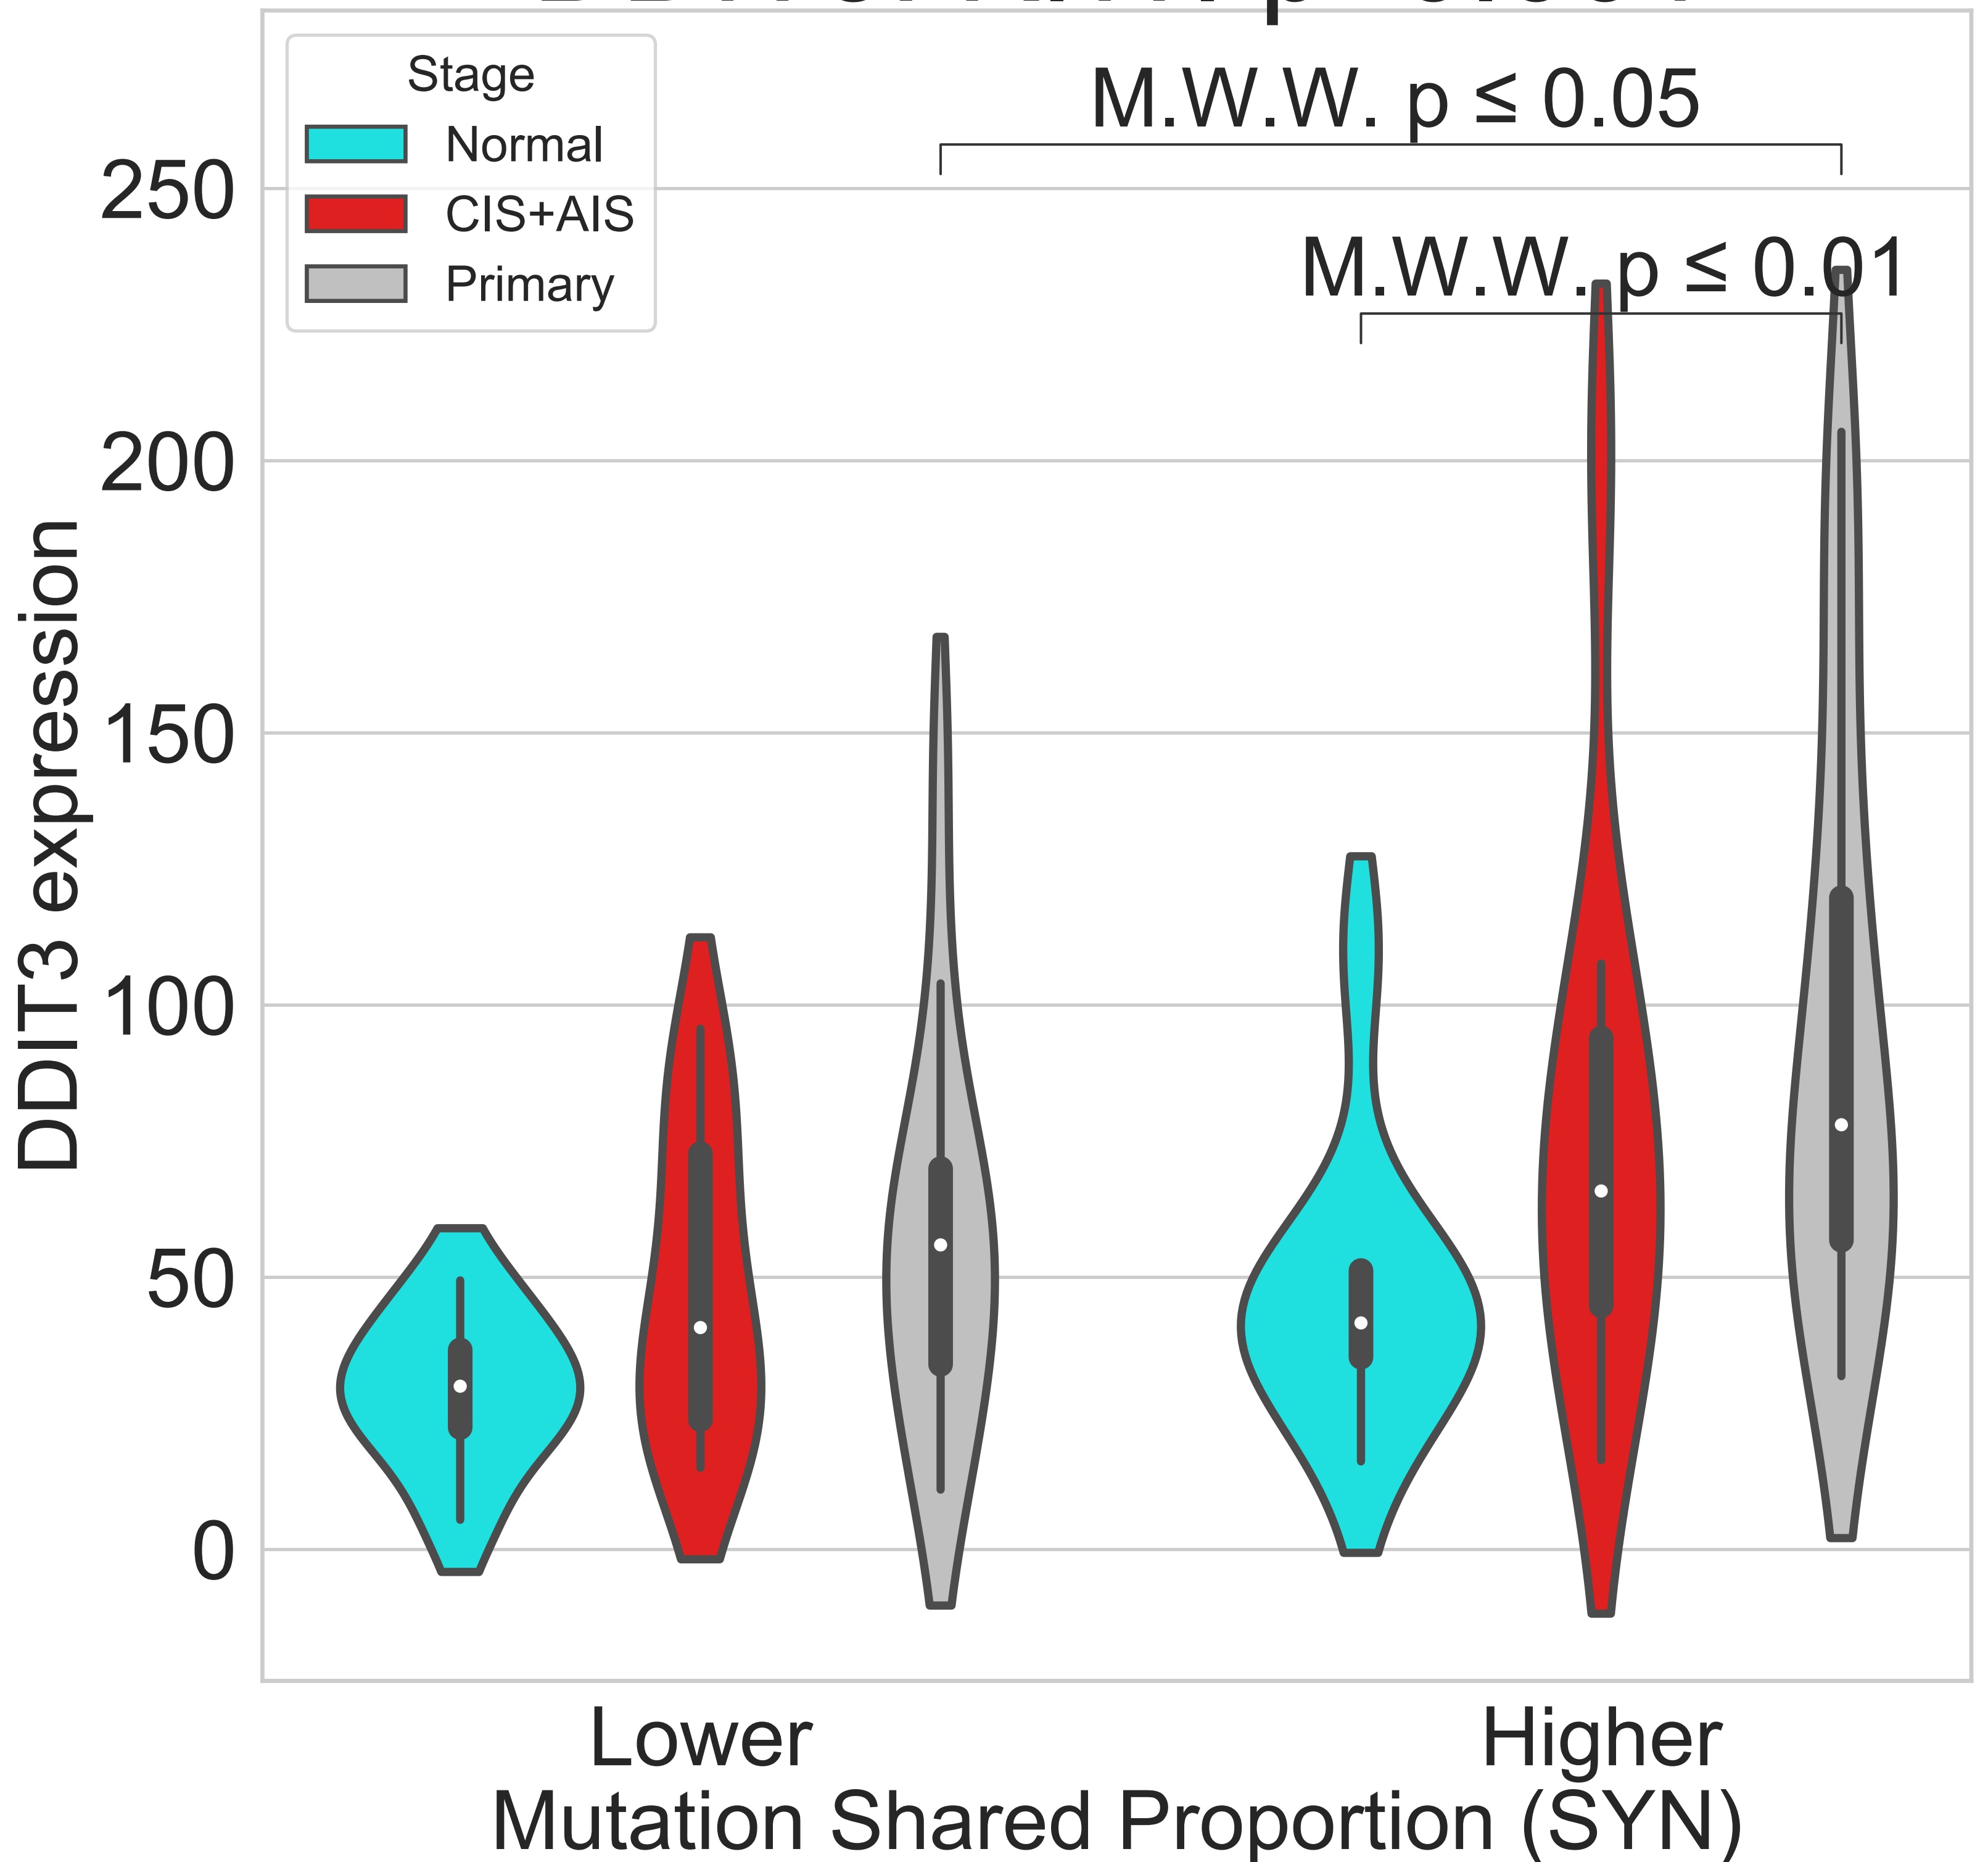 M.W.W. p ≤ 0.05
M.W.W. p ≤ 0.01
Stage
Normal
CIS+AIS
Primary
250
200
150
100
50
0
DDIT3 expression
Lower
Higher
Mutation Shared Proportion (SYN)